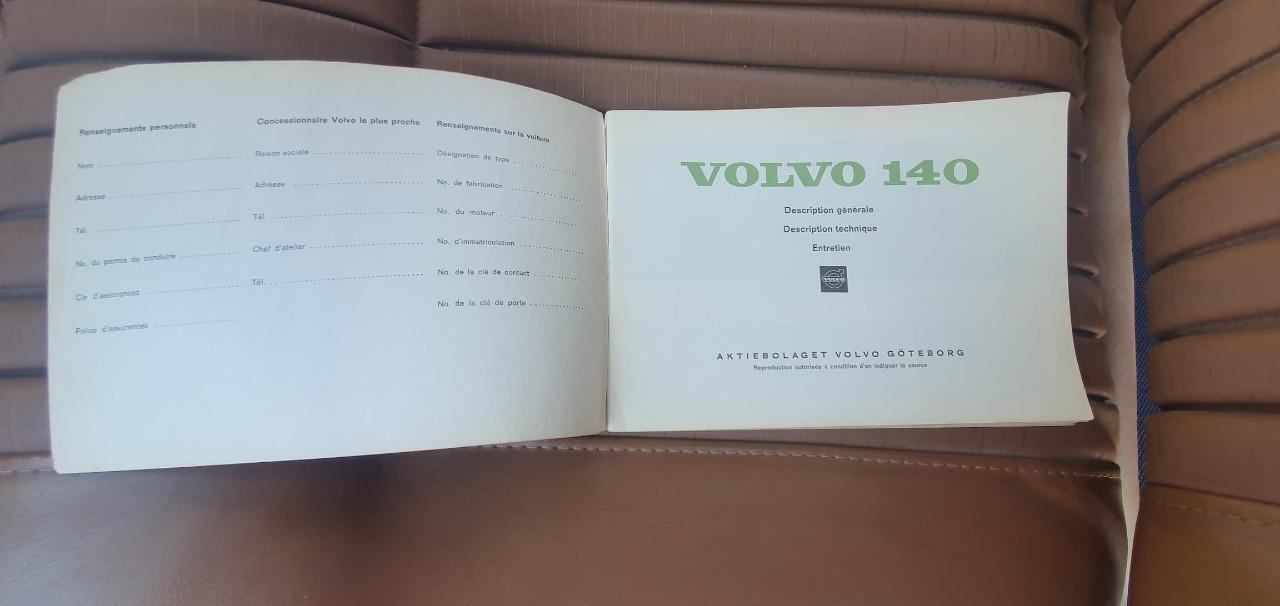 Renseignements personnels
Nom
Adresse
Tél.
No. du permis de conduire
Cie d'assurances
Police d'assurances
Concessionnaire Volvo le plus proche
Raison sociale
Adresse
Tél.
Chef d'atelier
Tél.
Renseignements sur la voiture
Désignation de type
No. de fabrication
No. du moteur
No. d'immatriculation
No. de la clé de contact
No. de la clé de porte
VOLVO 140
Description générale
Description technique
Entretien
VOLVO
AKTIEBOLAGET VOLVO GÖTEBORG
Reproduction autorisée à condition d'en indiquer la source